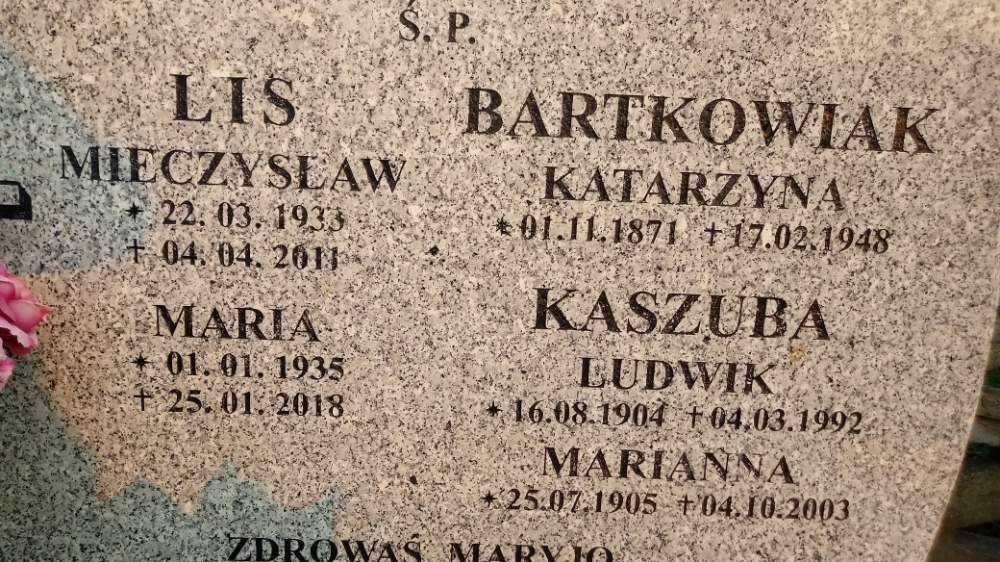 Ś. P.
LIS
MIECZYSŁAW
* 22. 03. 1933
† 04. 04. 2011
MARIA
* 01. 01. 1935
† 25. 01. 2018
BARTKOWIAK
KATARZYNA
*01.11.1871 †17.02.1948
KASZUBA
LUDWIK
*16.08.1904 †04.03.1992
MARIANNA
*25.07.1905 †04.10.2003
ZDROWAŚ MARYJO